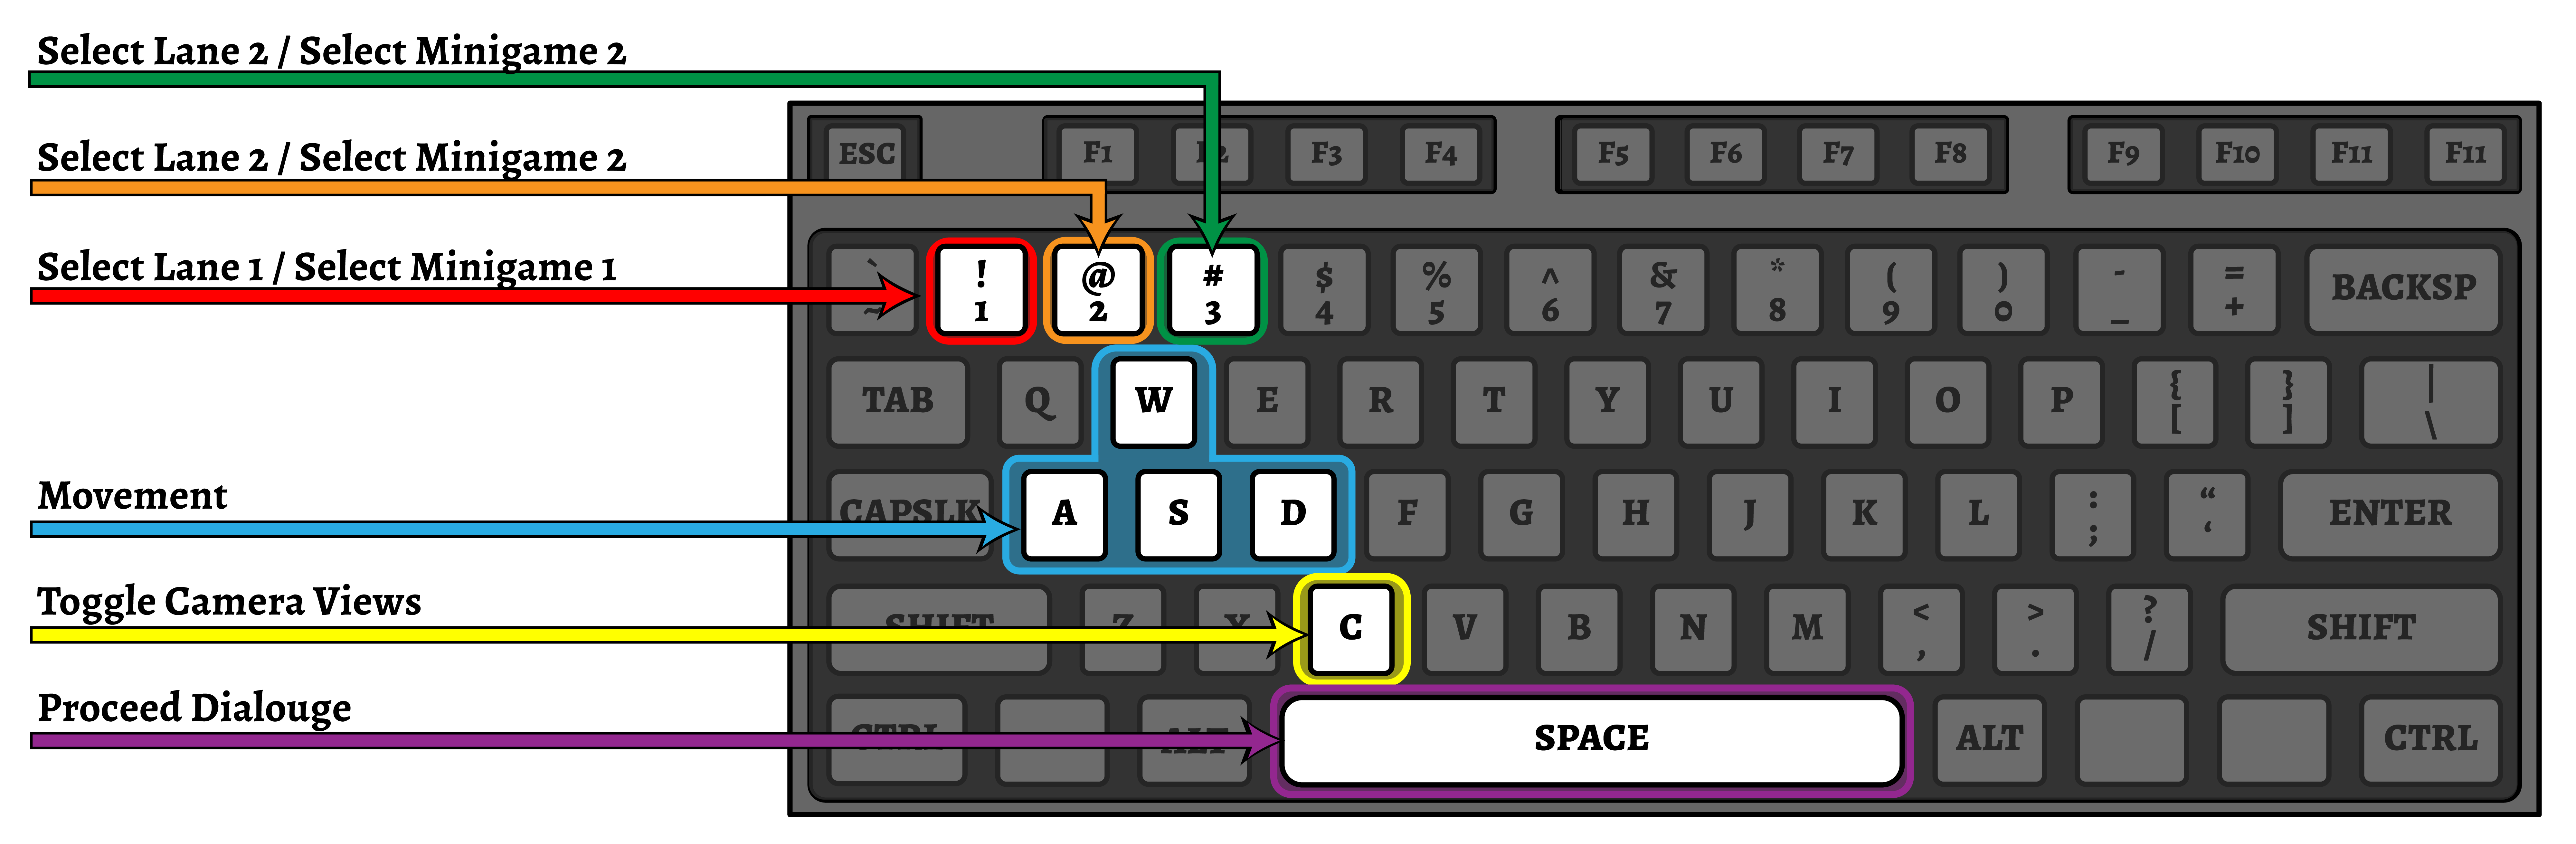 Select Lane 2 / Select Minigame 2
Select Lane 2 / Select Minigame 2
Select Lane 1 / Select Minigame 1
Movement
Toggle Camera Views
Proceed Dialouge
ESC F1 F2 F3 F4 F5 F6 F7 F8 F9 F10 F11 F11
` ! @ # $ % ^ & * ( ) - = BACKSP
~ 1 2 3 4 5 6 7 8 9 0 _ +
TAB Q W E R T Y U I O P { } |
[ ] \
CAPSLK A S D F G H J K L : “ ENTER
; ‘
SHIFT Z X C V B N M < > ? SHIFT
, . /
CTRL ALT SPACE ALT CTRL